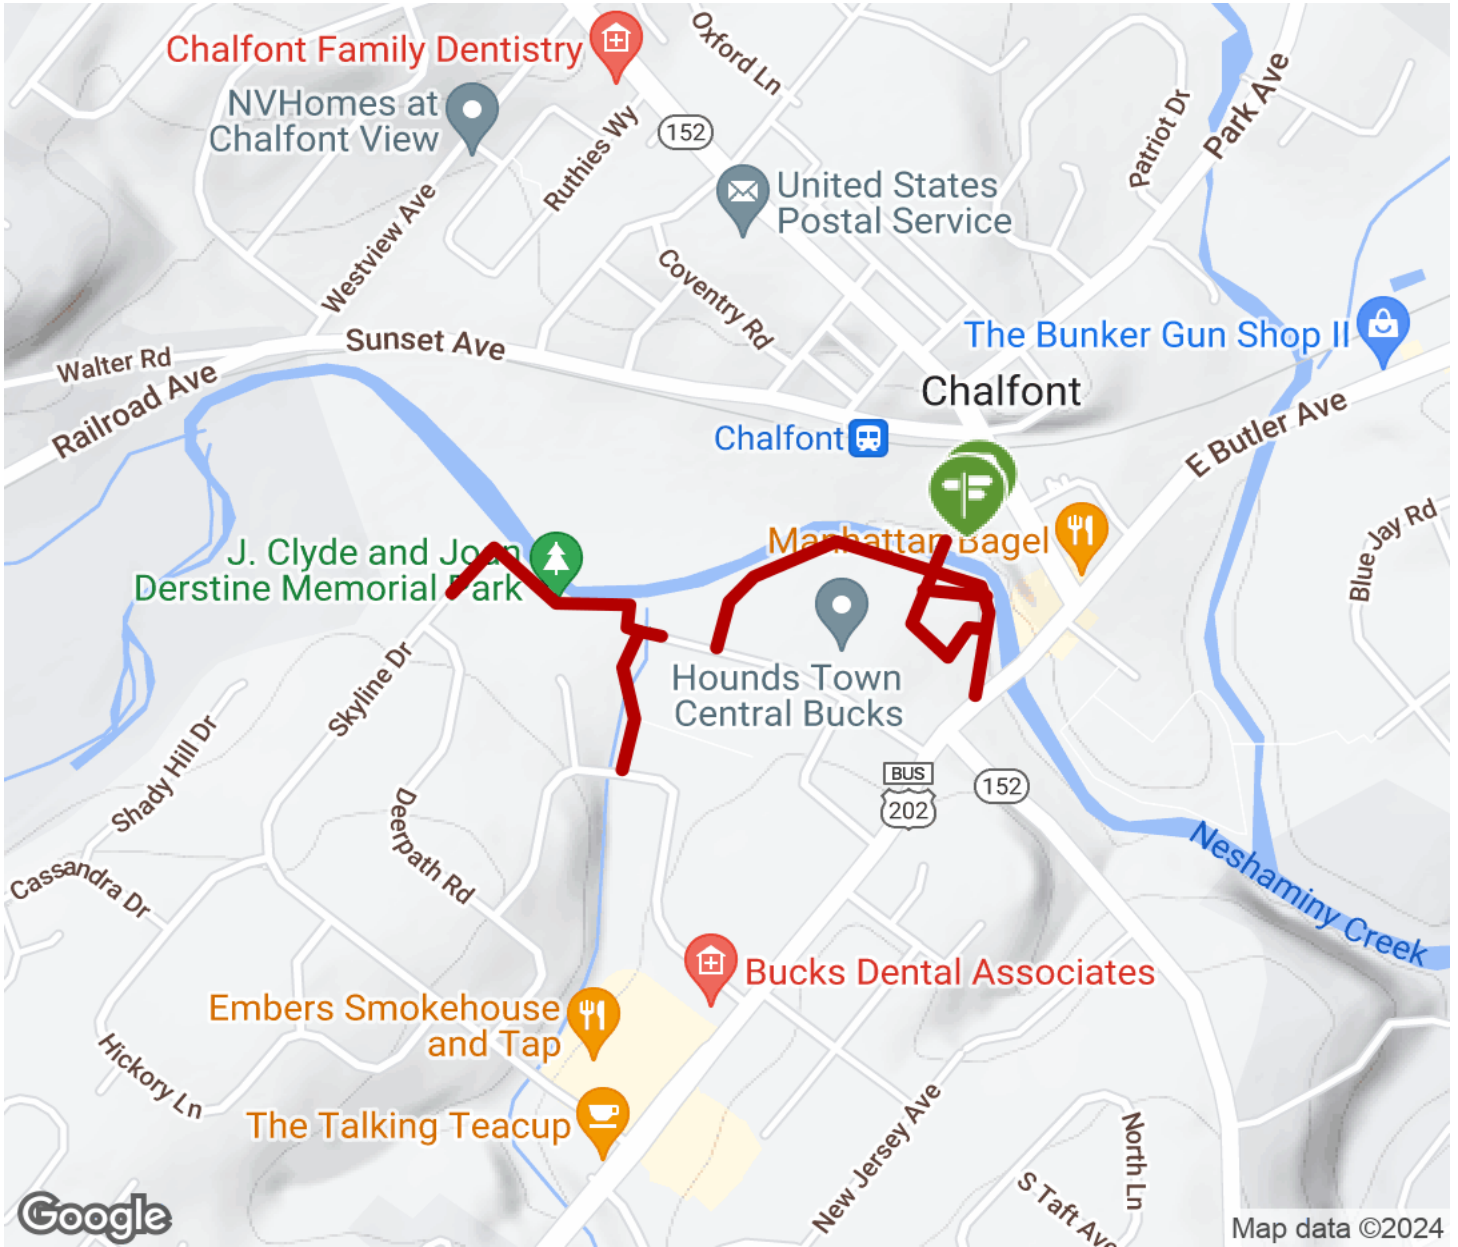 Oxford Ln
Chalfont Family Dentistry
NVHomes at
Chalfont View
Ruthies Wy
152
Patriot Dr
Park Ave
United States
Postal Service
Westview Ave
Coventry Rd
The Bunker Gun Shop II
Sunset Ave
Walter Rd
Railroad Ave
Chalfont
E Butler Ave
Chalfont
Manhattan Bagel
Blue Jay Rd
J. Clyde and Joan
Derstine Memorial Park
Skyline Dr
Hounds Town
Central Bucks
Shady Hill Dr
BUS
202
152
Deerpath Rd
Neshaminy Creek
Cassandra Dr
Bucks Dental Associates
Embers Smokehouse
and Tap
Hickory Ln
The Talking Teacup
New Jersey Ave
North Ln
S Taft Ave
Google
Map data ©2024